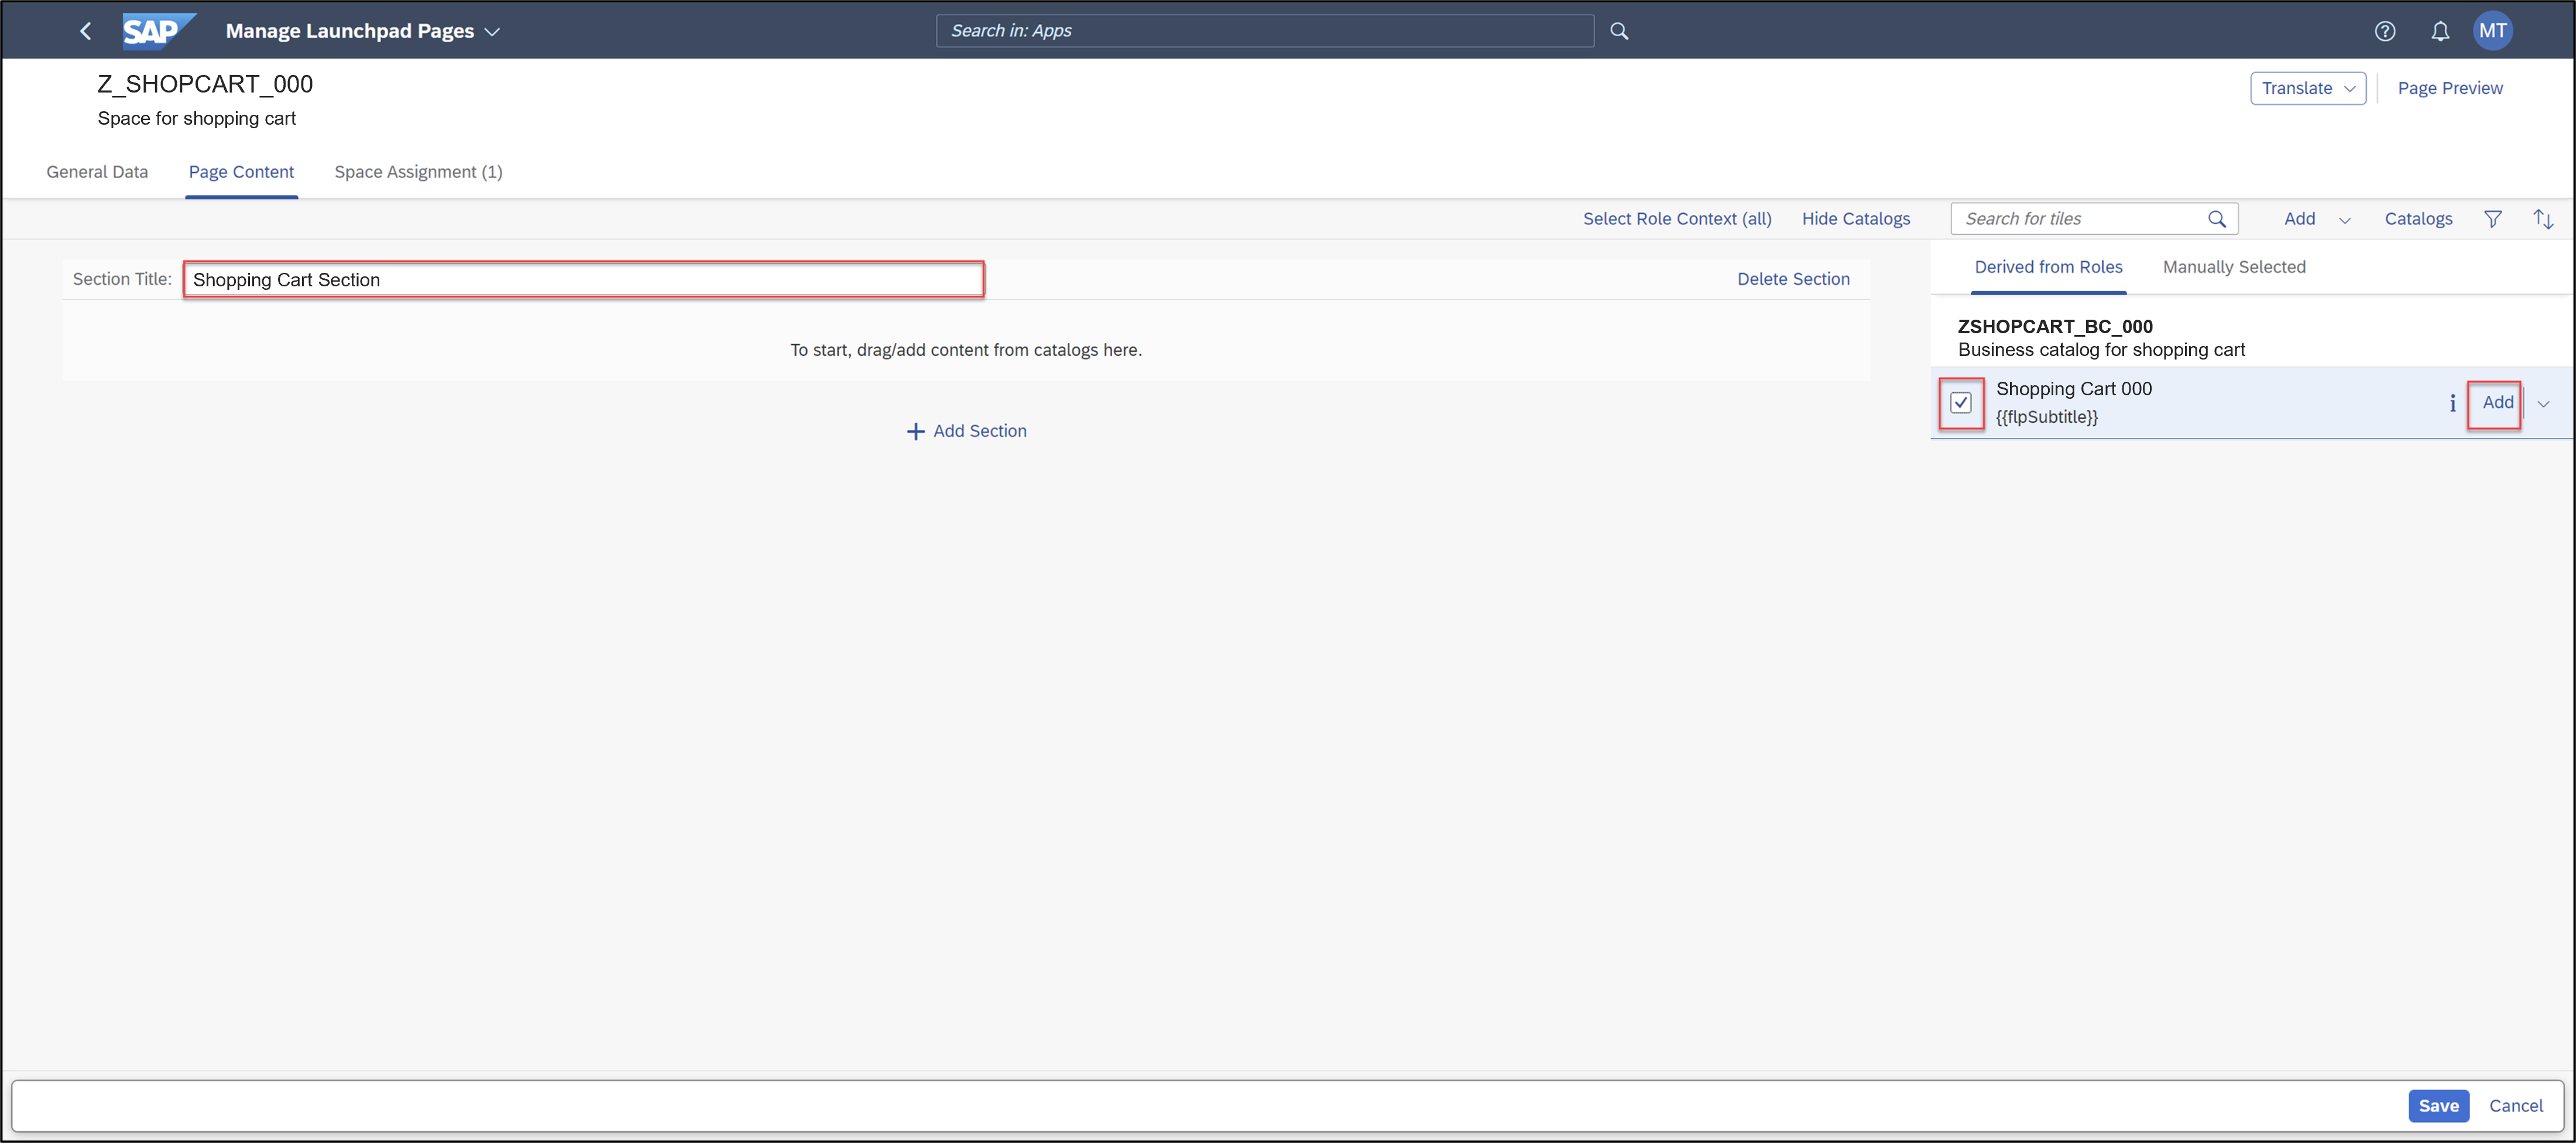 SAP Manage Launchpad Pages
Search in: Apps
MT
Z_SHOPCART_000
Space for shopping cart
Translate
Page Preview
General Data
Page Content
Space Assignment (1)
Select Role Context (all)
Hide Catalogs
Search for tiles
Add
Catalogs
Section Title: Shopping Cart Section
Delete Section
To start, drag/add content from catalogs here.
Add Section
Derived from Roles
Manually Selected
ZSHOPCART_BC_000
Business catalog for shopping cart
Shopping Cart 000
{{flpSubtitle}}
i
Add
Save
Cancel